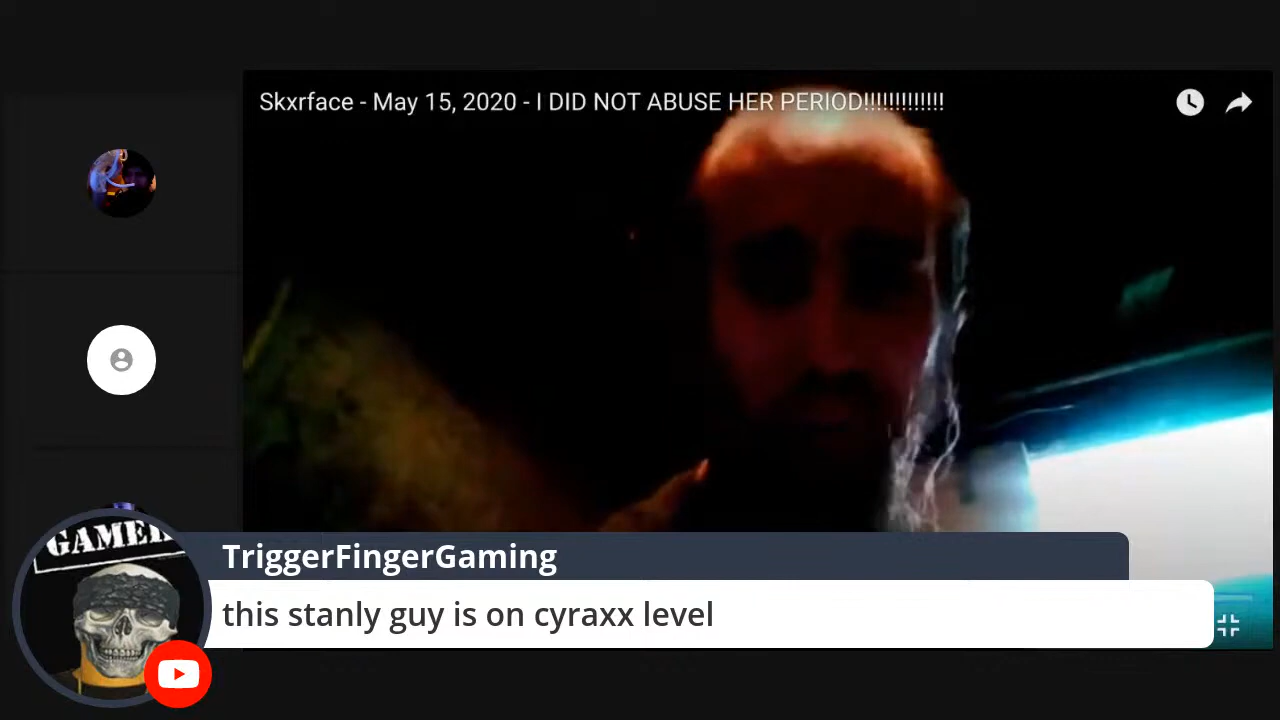 Skxrface - May 15, 2020 - I DID NOT ABUSE HER PERIOD!!!!!!!!!!!!!
GAMER
TriggerFingerGaming
this stanly guy is on cyraxx level